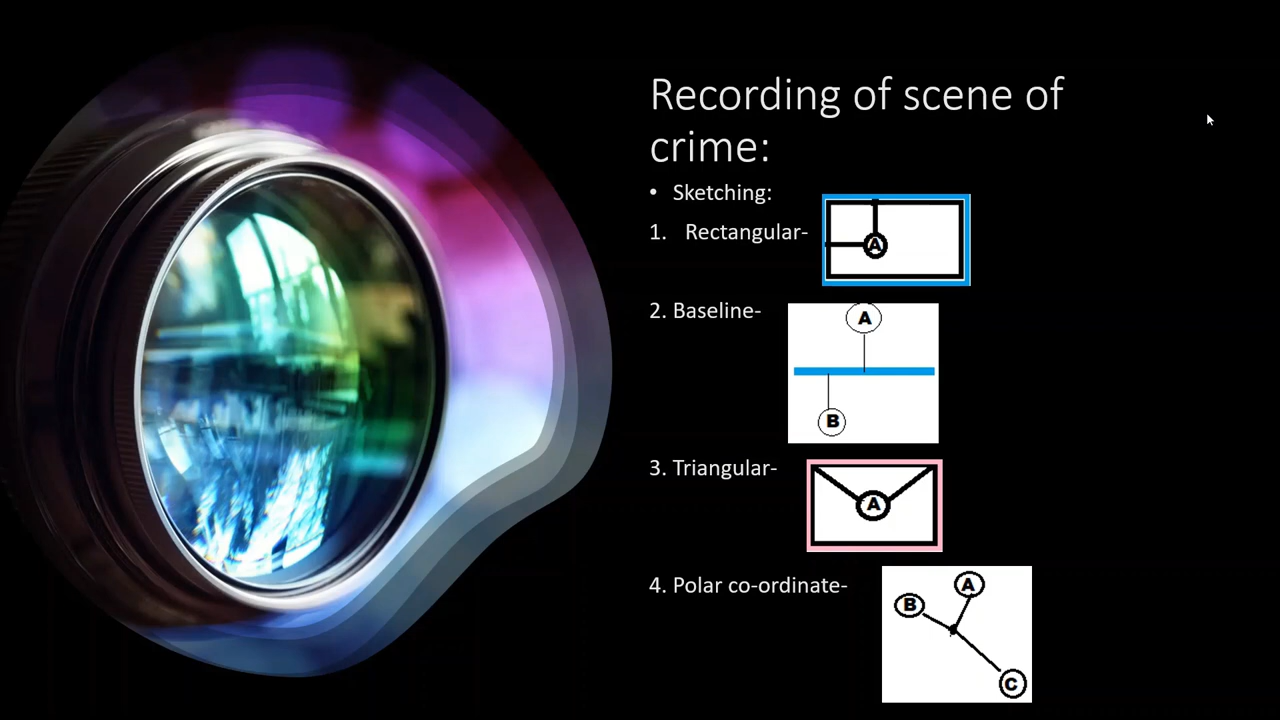 Recording of scene of
crime:
• Sketching:
1. Rectangular-
A
2. Baseline-
A
B
3. Triangular-
A
4. Polar co-ordinate-
A
B
C